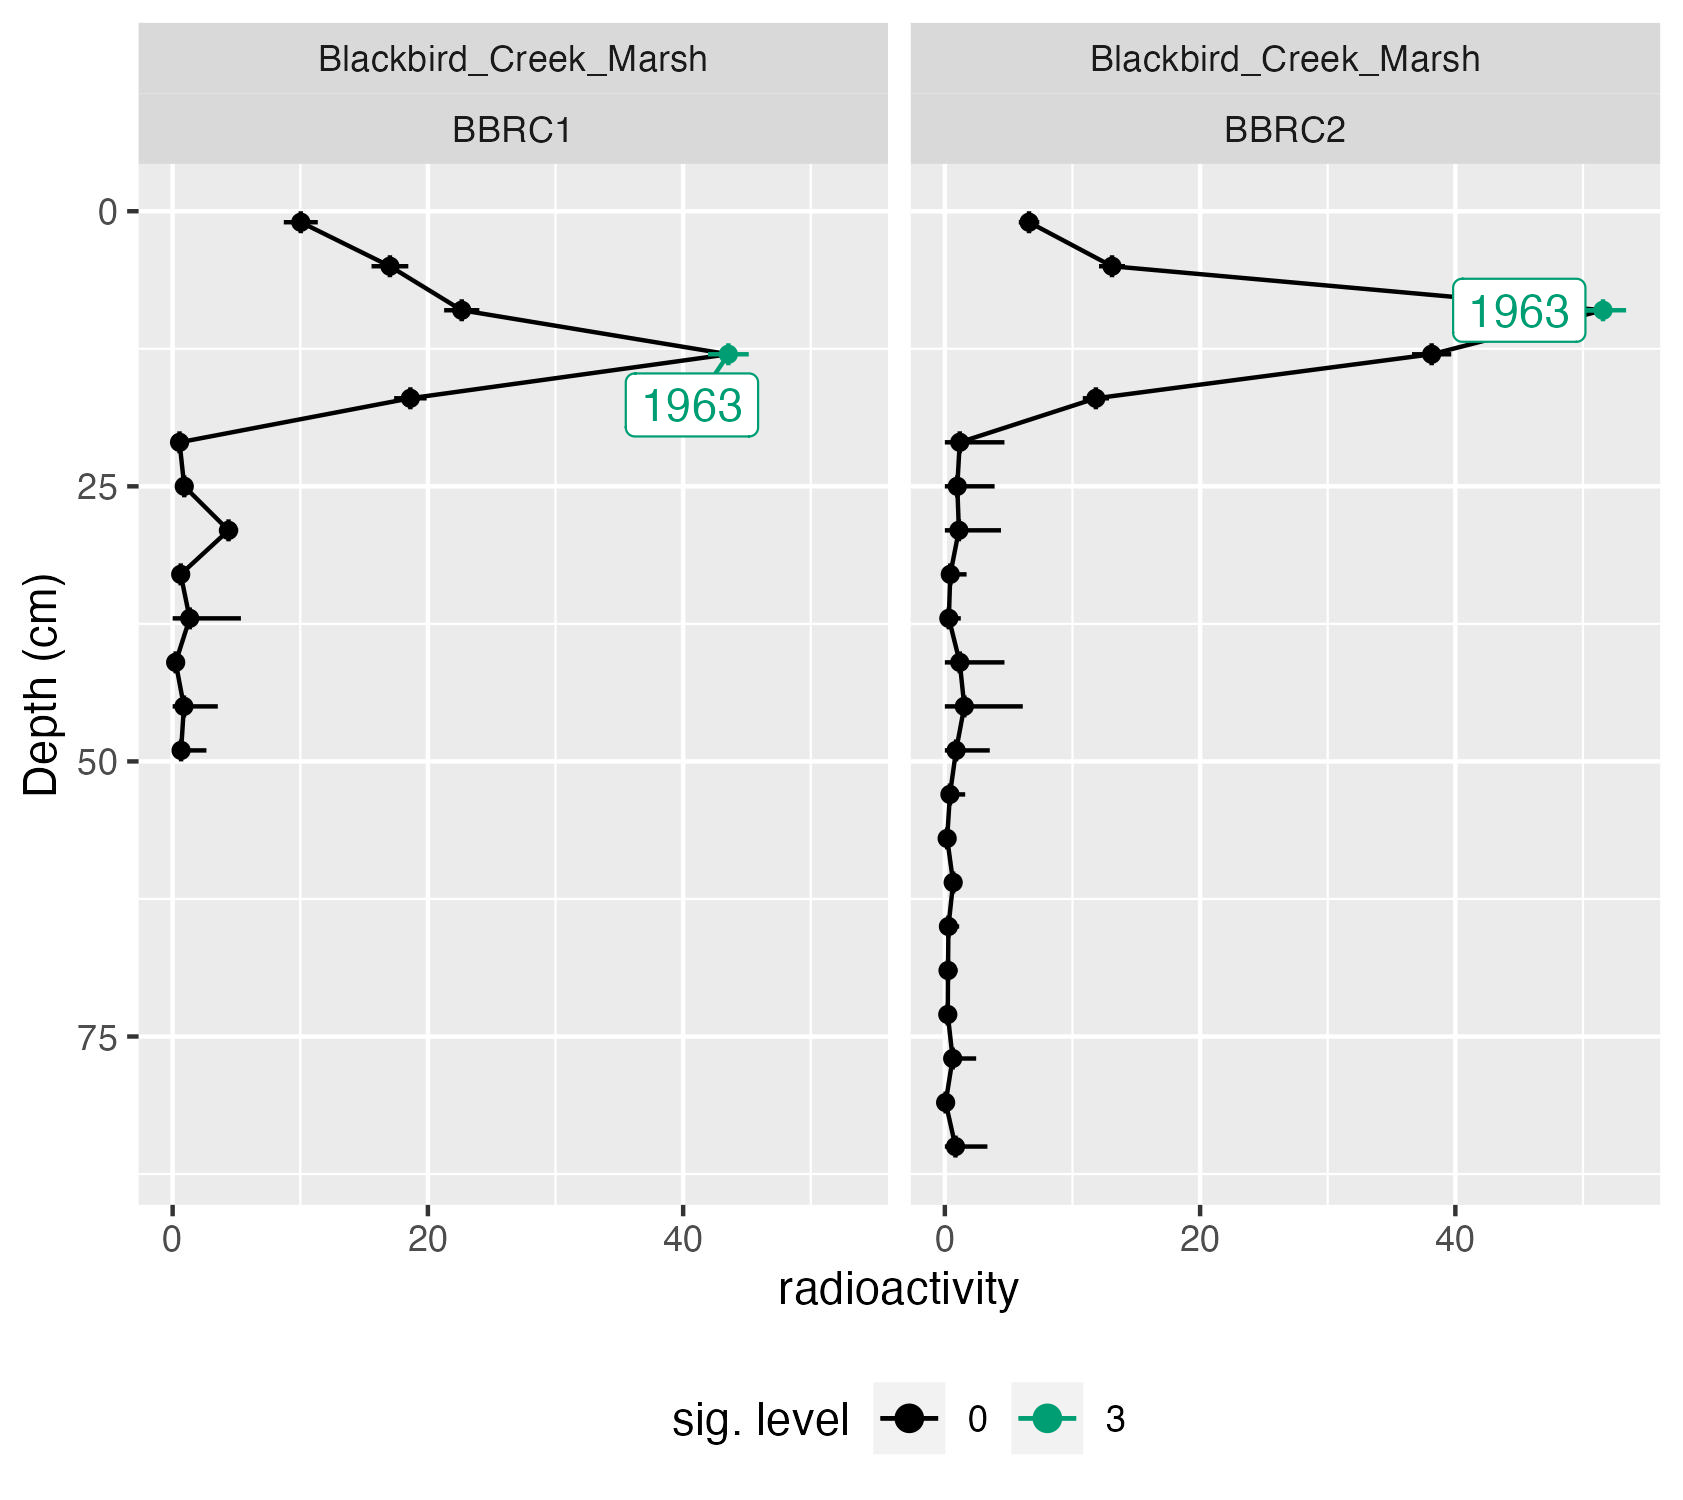 Blackbird_Creek_Marsh Blackbird_Creek_Marsh
BBRC1 BBRC2
0
1963
1963
25
Depth (cm)
50
75
0 20 40 0 20 40
radioactivity
sig. level 0 3